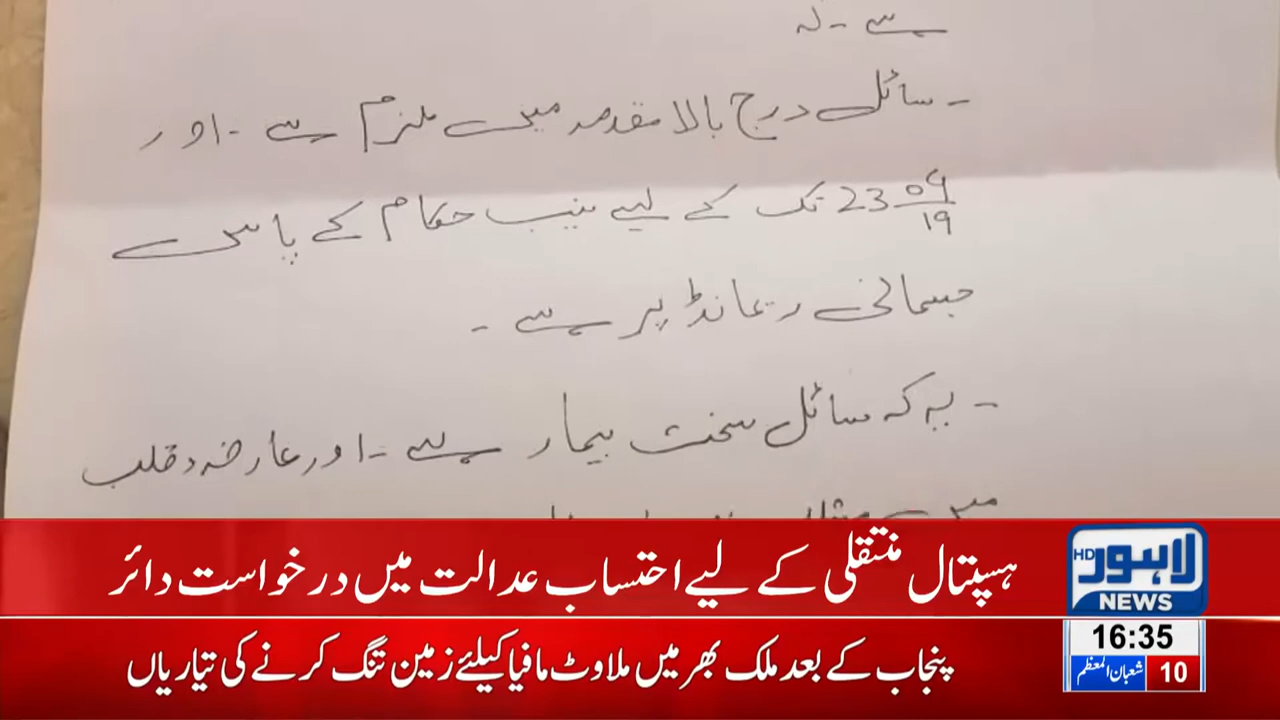 ہے ۔ کہ
۔ سائل درج بالا مقدمہ میں ملزم ہے ۔ اور
23 04/19 تک کے لیے نیب حکام کے پاس
جسمانی ریمانڈ پر ہے ۔
۔ یہ کہ سائل سخت بیمار ہے ۔ اور عارضہ قلب
میں
ہسپتال منتقلی کے لیے احتساب عدالت میں درخواست دائر
HD لاہور
NEWS
پنجاب کے بعد ملک بھر میں ملاوٹ مافیا کیلئے زمین تنگ کرنے کی تیاریاں
16:35
10 شعبان المعظم